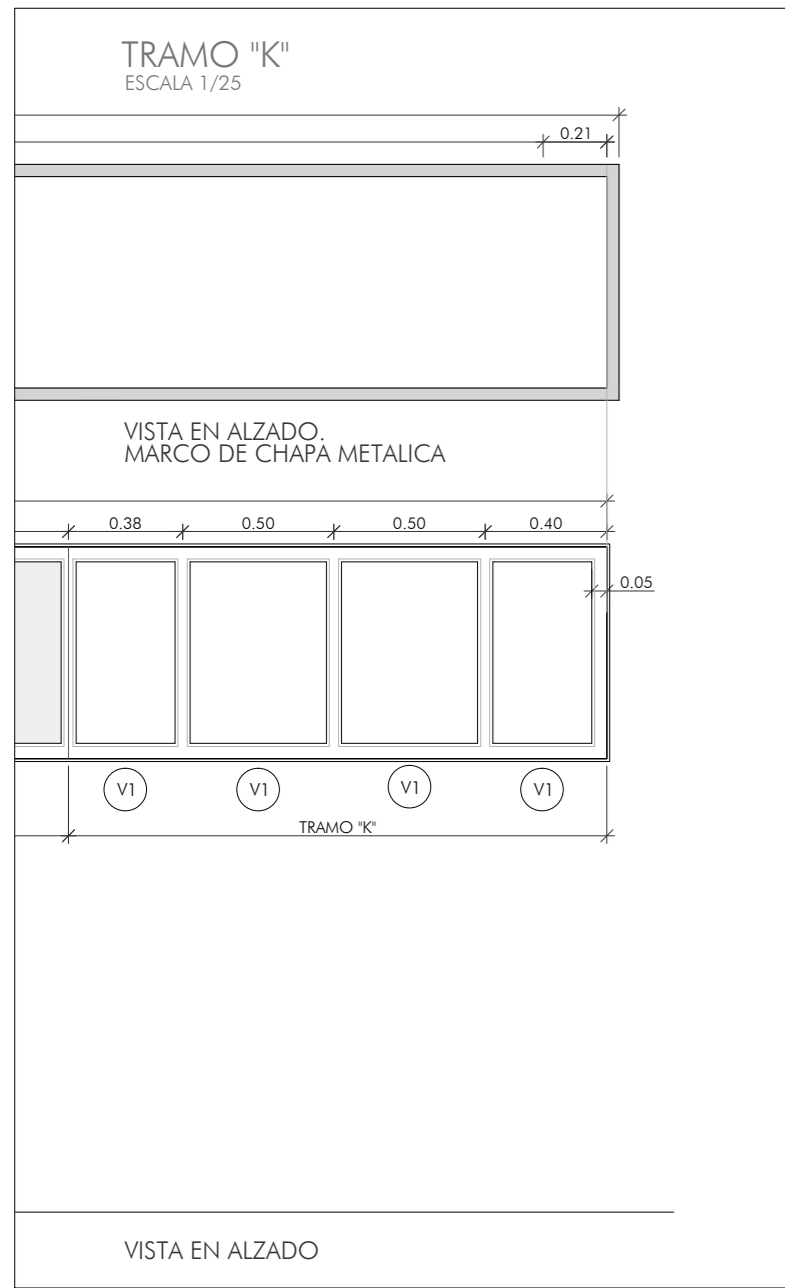 TRAMO "K"
ESCALA 1/25
0.21
VISTA EN ALZADO.
MARCO DE CHAPA METALICA
0.38 0.50 0.50 0.40
0.05
V1 V1 V1 V1
TRAMO "K"
VISTA EN ALZADO